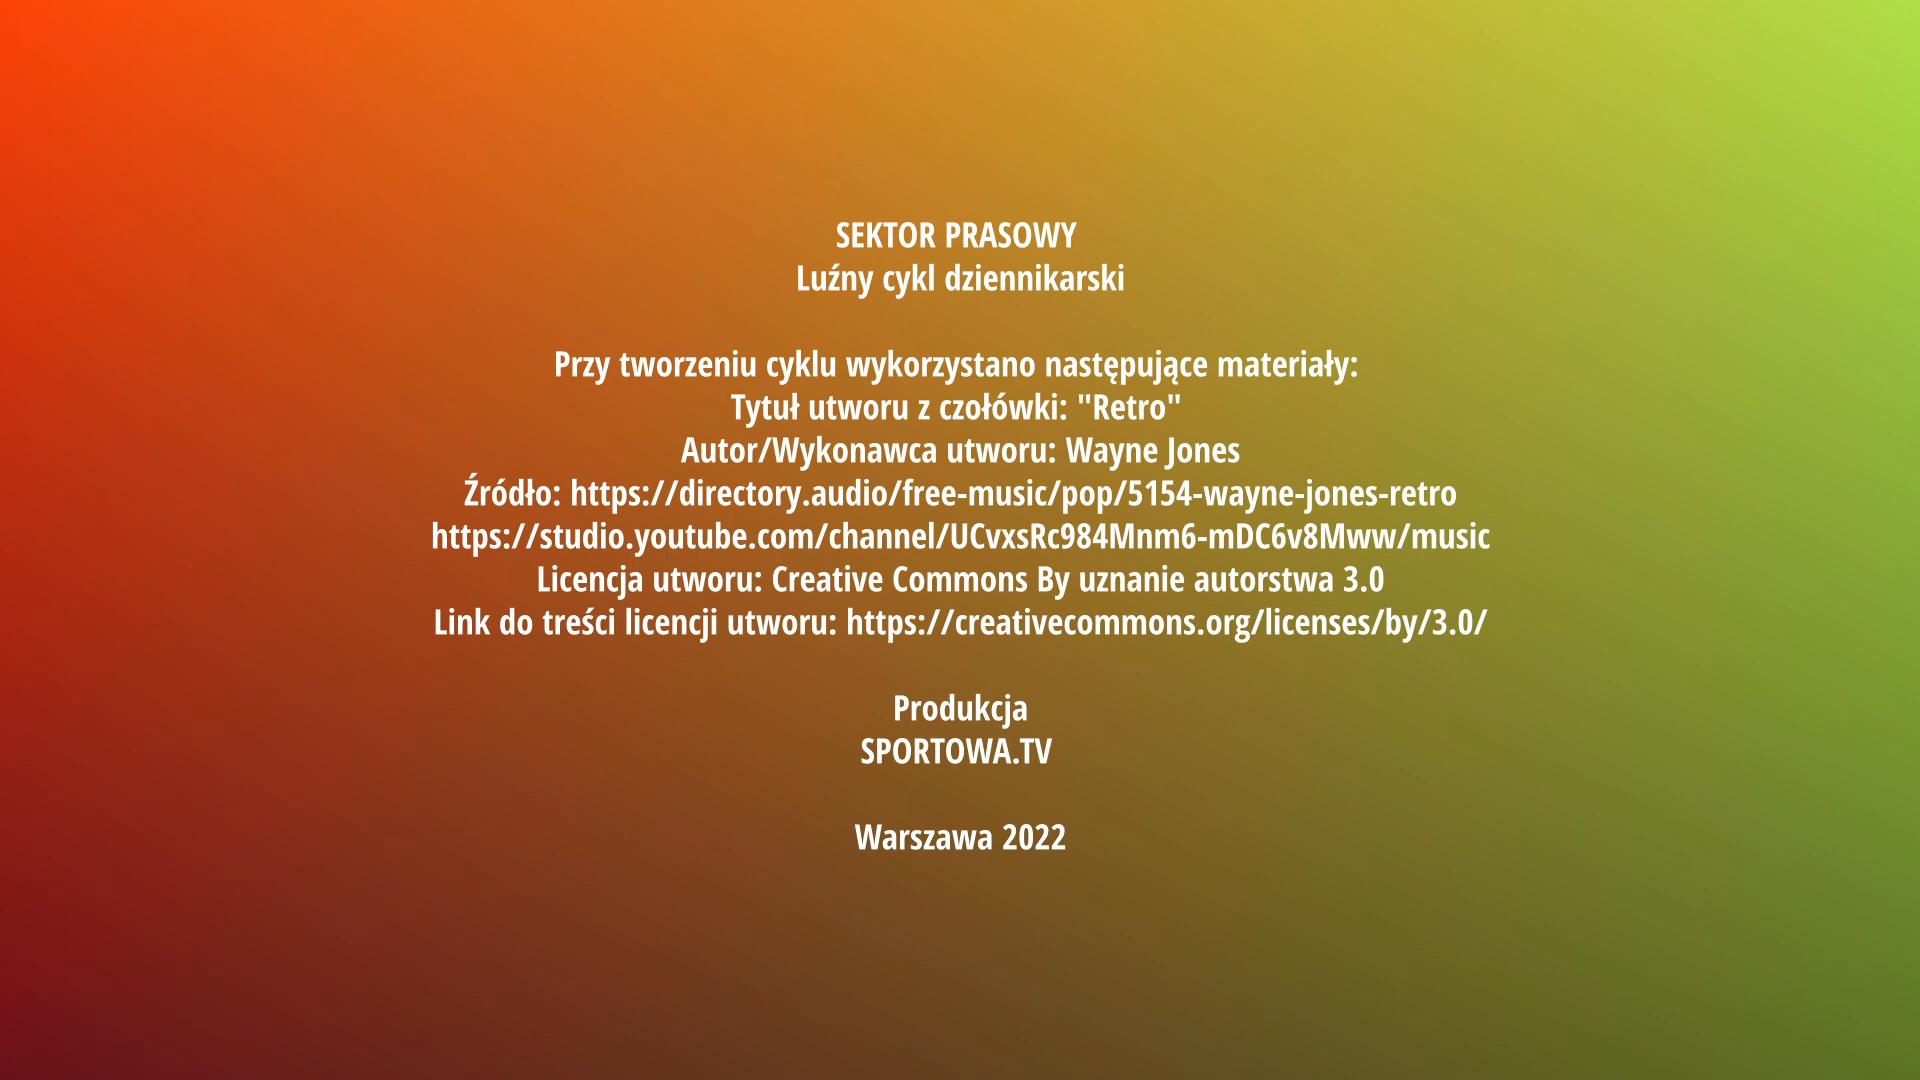 SEKTOR PRASOWY
Luźny cykl dziennikarski
Przy tworzeniu cyklu wykorzystano następujące materiały:
Tytuł utworu z czołówki: "Retro"
Autor/Wykonawca utworu: Wayne Jones
Źródło: https://directory.audio/free-music/pop/5154-wayne-jones-retro
https://studio.youtube.com/channel/UCvxsRc984Mnm6-mDC6v8Mww/music
Licencja utworu: Creative Commons By uznanie autorstwa 3.0
Link do treści licencji utworu: https://creativecommons.org/licenses/by/3.0/
Produkcja
SPORTOWA.TV
Warszawa 2022